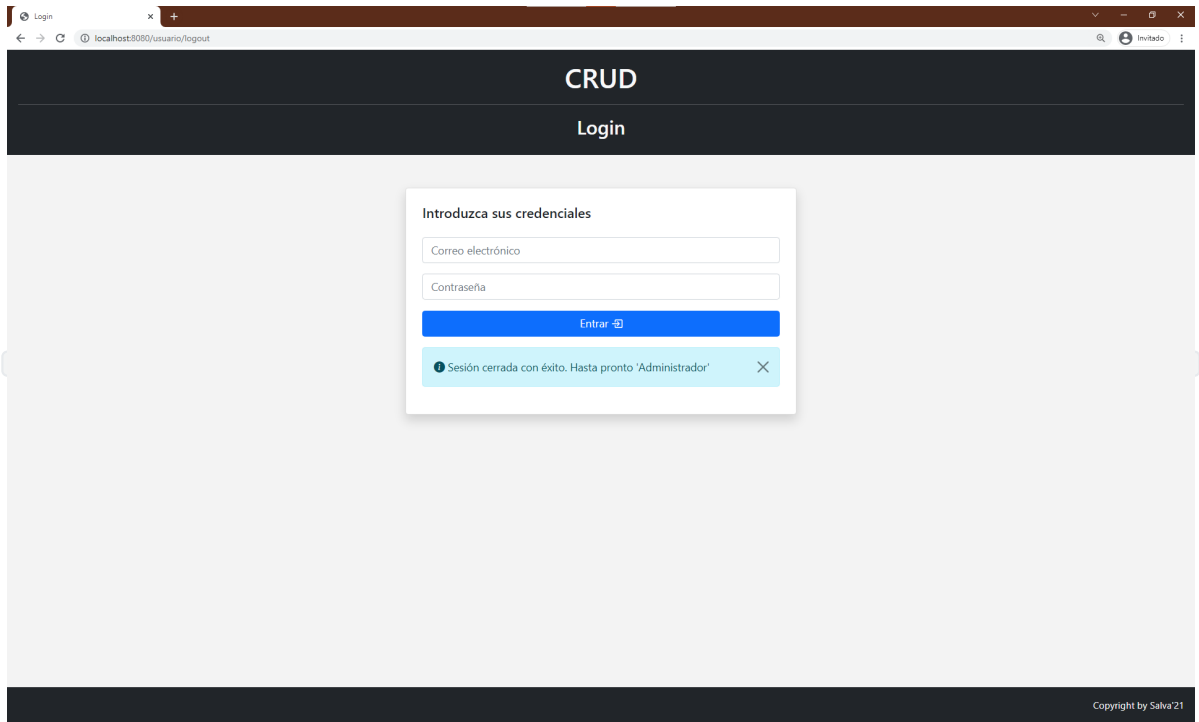 Login
localhost:8080/usuario/logout
Invitado
CRUD
Login
Introduzca sus credenciales
Correo electrónico
Contraseña
Entrar
Sesión cerrada con éxito. Hasta pronto 'Administrador'
Copyright by Salva'21